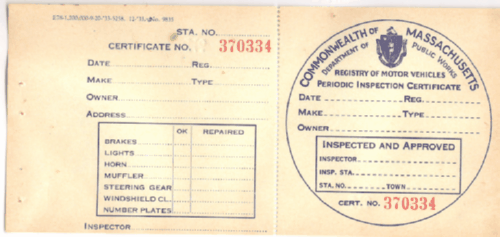 STA. NO.
CERTIFICATE NO. 370334
DATE REG.
MAKE TYPE
OWNER
ADDRESS
OK REPAIRED
BRAKES
LIGHTS
HORN
MUFFLER
STEERING GEAR
WINDSHIELD CL.
NUMBER PLATES
INSPECTOR
COMMONWEALTH OF MASSACHUSETTS
DEPARTMENT OF PUBLIC WORKS
REGISTRY OF MOTOR VEHICLES
PERIODIC INSPECTION CERTIFICATE
DATE REG.
MAKE TYPE
OWNER
INSPECTED AND APPROVED
INSPECTOR
INSP. STA.
STA. NO. TOWN
CERT. NO. 370334